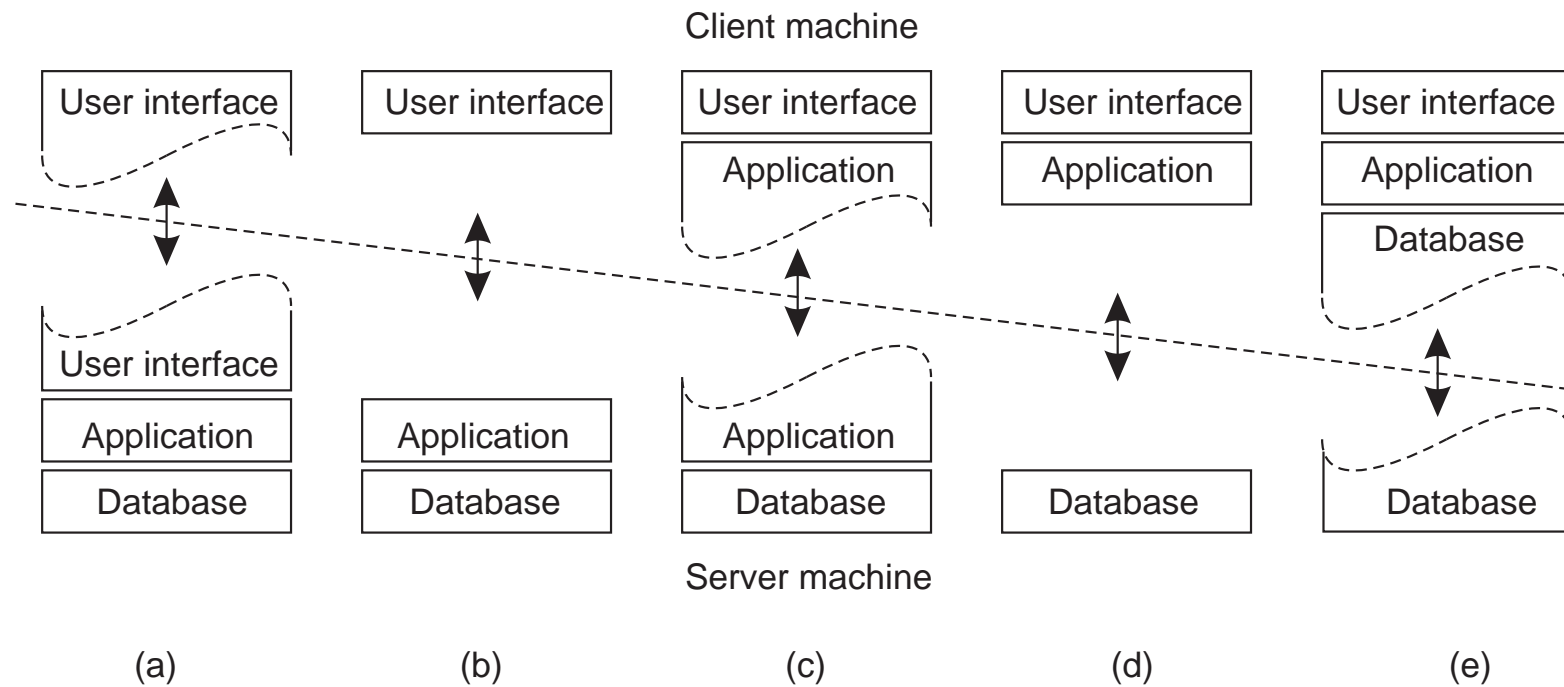 Client machine
User interface User interface User interface User interface User interface
Application Application Application
Database
User interface
Application Application Application
Database Database Database Database Database
Server machine
(a) (b) (c) (d) (e)